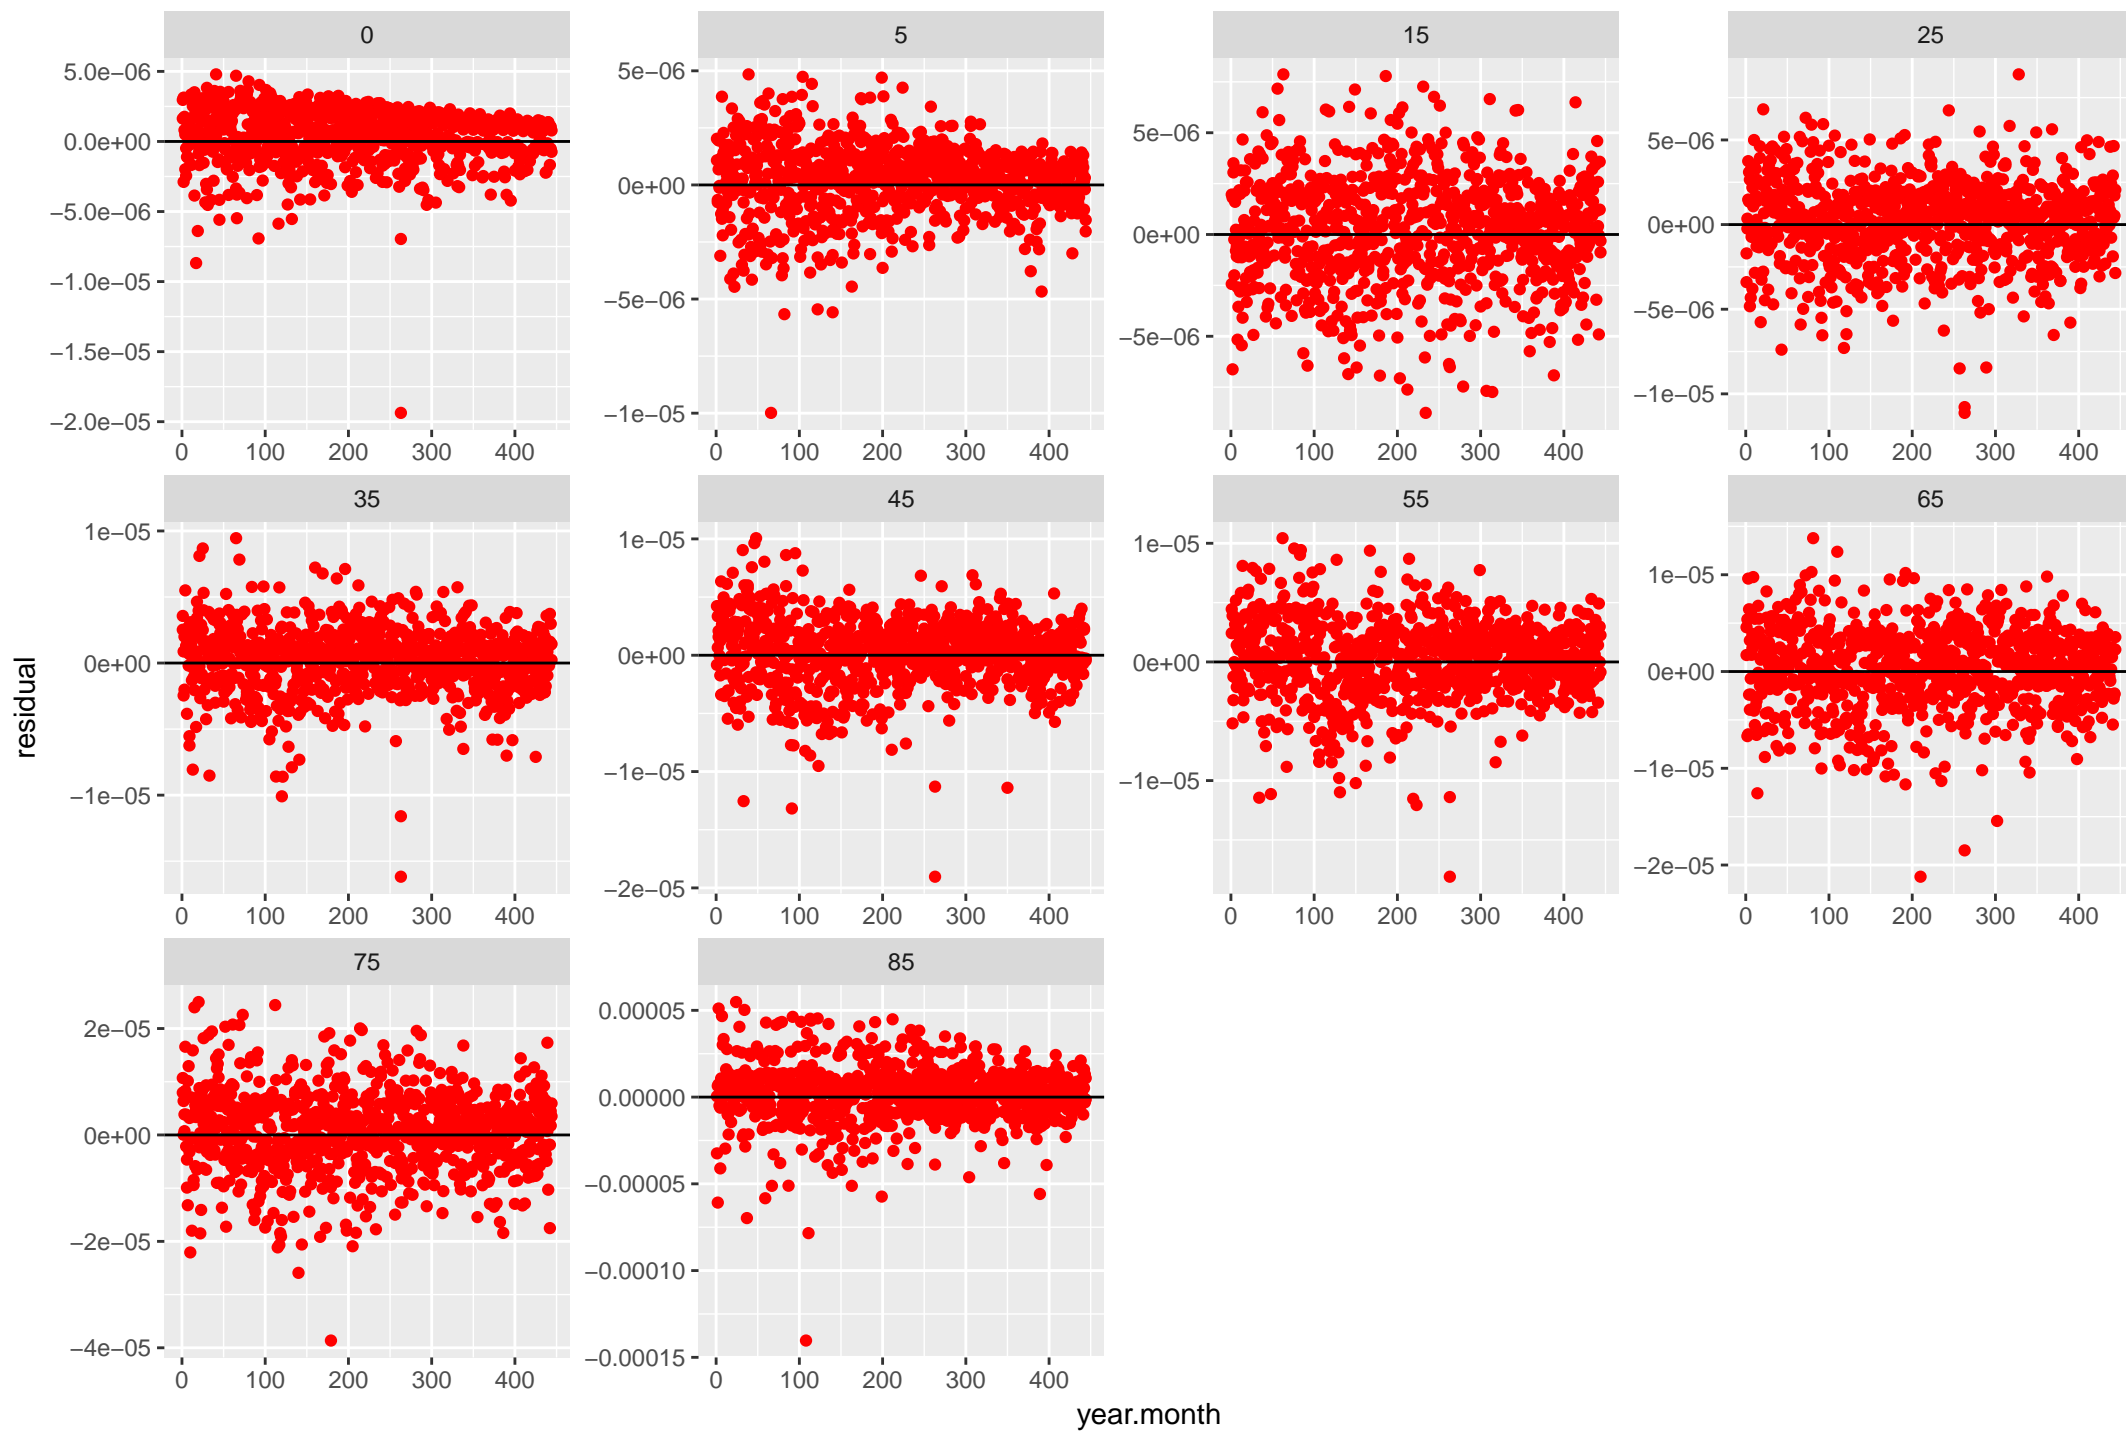 0 5 15 25
5.0e−06
0.0e+00
−5.0e−06
−1.0e−05
−1.5e−05
−2.0e−05
5e−06
0e+00
−5e−06
−1e−05
5e−06
0e+00
−5e−06
5e−06
0e+00
−5e−06
−1e−05
0 100 200 300 400 0 100 200 300 400 0 100 200 300 400 0 100 200 300 400
35 45 55 65
1e−05
0e+00
−1e−05
1e−05
0e+00
−1e−05
−2e−05
1e−05
0e+00
−1e−05
1e−05
0e+00
−1e−05
−2e−05
0 100 200 300 400 0 100 200 300 400 0 100 200 300 400 0 100 200 300 400
residual
75 85
2e−05
0e+00
−2e−05
−4e−05
0.00005
0.00000
−0.00005
−0.00010
−0.00015
0 100 200 300 400 0 100 200 300 400
year.month